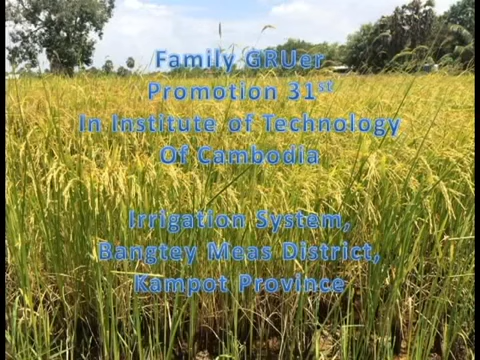 Family GRUer
Promotion 31st
In Institute of Technology
Of Cambodia
Irrigation System,
Bangtey Meas District,
Kampot Province